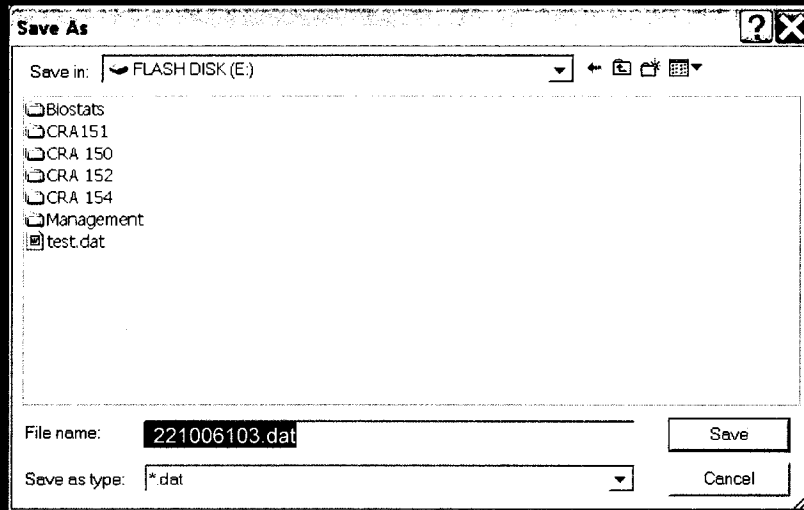 Save As
Save in: FLASH DISK (E:)
Biostats
CRA151
CRA 150
CRA 152
CRA 154
Management
test.dat
File name: 221006103.dat
Save
Save as type: *.dat
Cancel